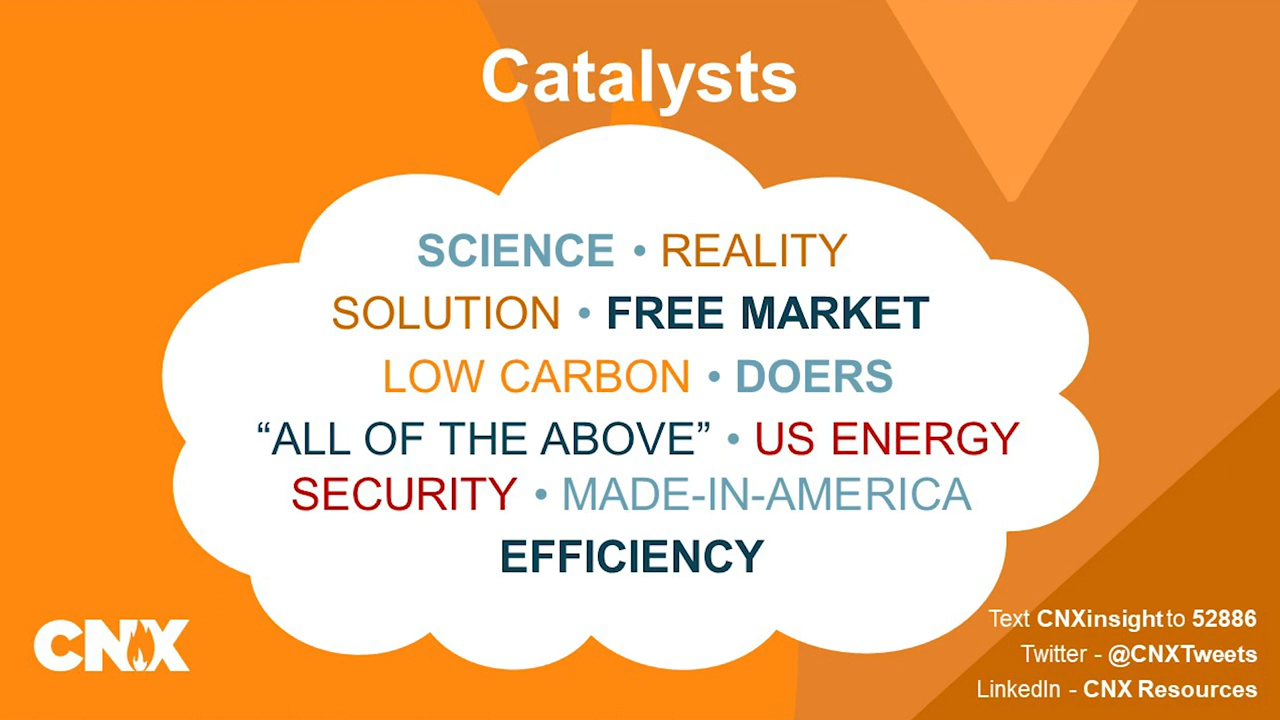 Catalysts
SCIENCE • REALITY
SOLUTION • FREE MARKET
LOW CARBON • DOERS
“ALL OF THE ABOVE” • US ENERGY
SECURITY • MADE-IN-AMERICA
EFFICIENCY
CNX
Text CNXinsight to 52886
Twitter - @CNXTweets
LinkedIn - CNX Resources